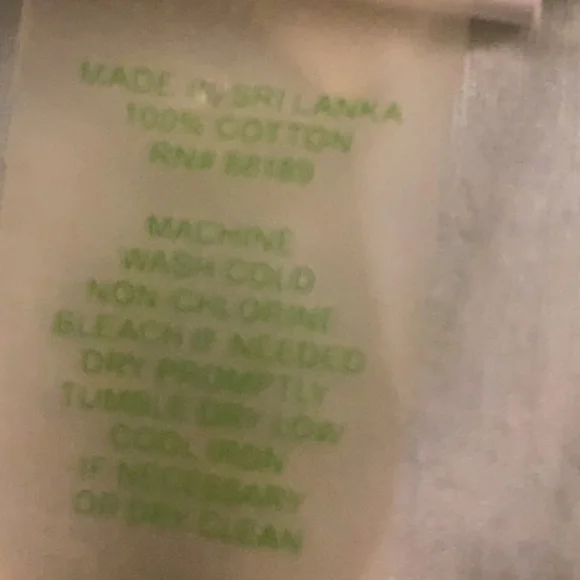 MADE IN SRI LANKA
100% COTTON
RN#
MACHINE
WASH COLD
NON-CHLORINE
BLEACH IF NEEDED
DRY PROMPTLY
TUMBLE DRY LOW
COOL IRON
IF NECESSARY
OR DRY CLEAN